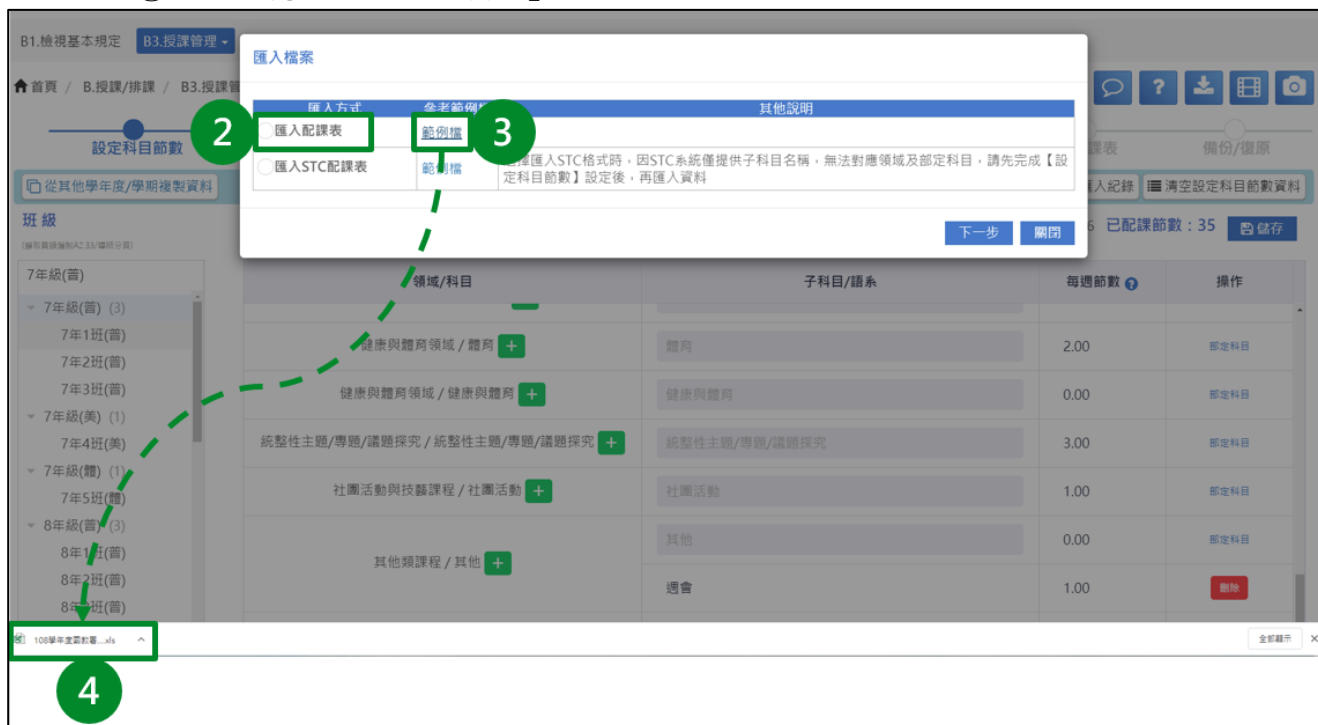 B1.檢視基本規定 B3.授課管理
匯入檔案
首頁 / B.授課/排課 / B3.授課管
?
匯入方式 參考範例檔 其他說明
2 匯入配課表 範例檔 3
設定科目節數 課表 備份/復原
匯入STC配課表 範例檔 選擇匯入STC格式時,因STC系統僅提供子科目名稱,無法對應領域及部定科目,請先完成【設
定科目節數】設定後,再匯入資料
從其他學年度/學期複製資料 匯入紀錄 清空設定科目節數資料
下一步 關閉
班級 已配課節數:35 儲存
7年級(普) 領域/科目 子科目/語系 每週節數 ? 操作
7年級(普) (3)
7年1班(普) 健康與體育領域 / 體育 + 體育 2.00 部定科目
7年2班(普)
7年3班(普) 健康與體育領域 / 健康與體育 + 健康與體育 0.00 部定科目
7年級(美) (1)
7年4班(美) 統整性主題/專題/議題探究 / 統整性主題/專題/議題探究 + 統整性主題/專題/議題探究 3.00 部定科目
7年級(體) (1)
7年5班(體) 社團活動與技藝課程 / 社團活動 + 社團活動 1.00 部定科目
8年級(普) (3)
8年1班(普) 其他 0.00 部定科目
其他類課程 / 其他 +
8年2班(普) 週會 1.00 刪除
8年3班(普)
108學年度雲教署...xls 全部顯示 ×
4